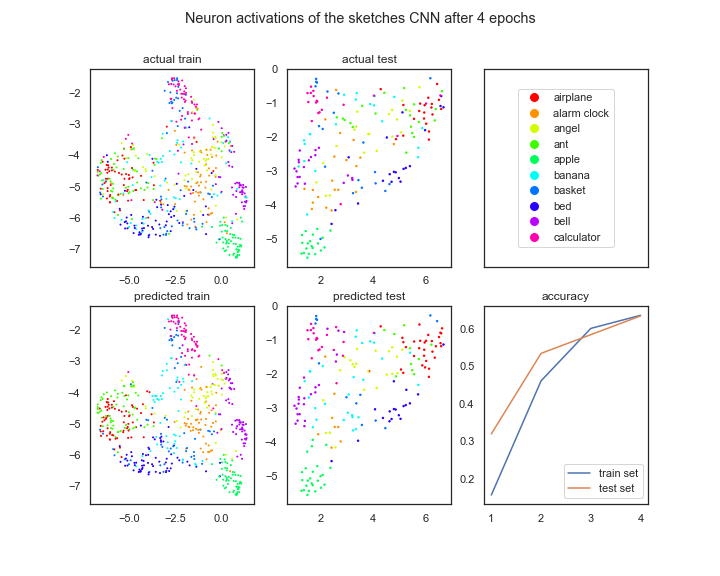 Neuron activations of the sketches CNN after 4 epochs
actual train
actual test
−2
−3
−4
−5
−6
−7
−5.0 −2.5 0.0
0
−1
−2
−3
−4
−5
2 4 6
airplane
alarm clock
angel
ant
apple
banana
basket
bed
bell
calculator
predicted train
predicted test
accuracy
−2
−3
−4
−5
−6
−7
−5.0 −2.5 0.0
0
−1
−2
−3
−4
−5
2 4 6
0.6
0.5
0.4
0.3
0.2
train set
test set
1 2 3 4